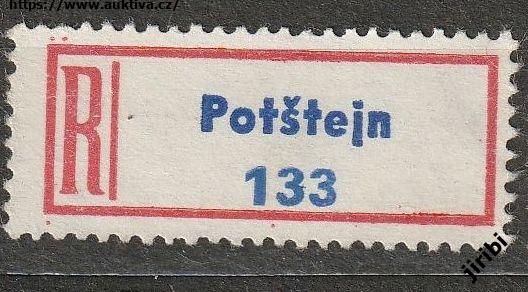 https://www.auktiva.cz/
R
Potštejn
133
jiribi